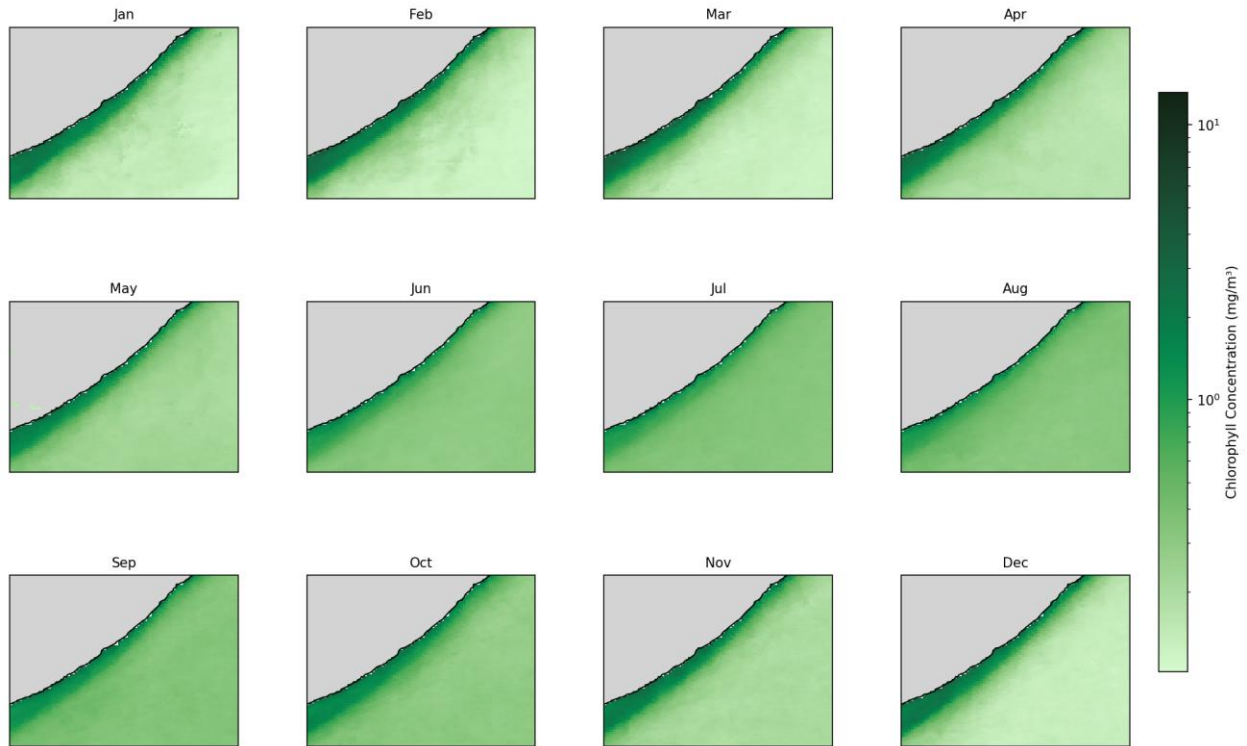 Jan
Feb
Mar
Apr
May
Jun
Jul
Aug
Sep
Oct
Nov
Dec
10¹
10⁰
Chlorophyll Concentration (mg/m³)